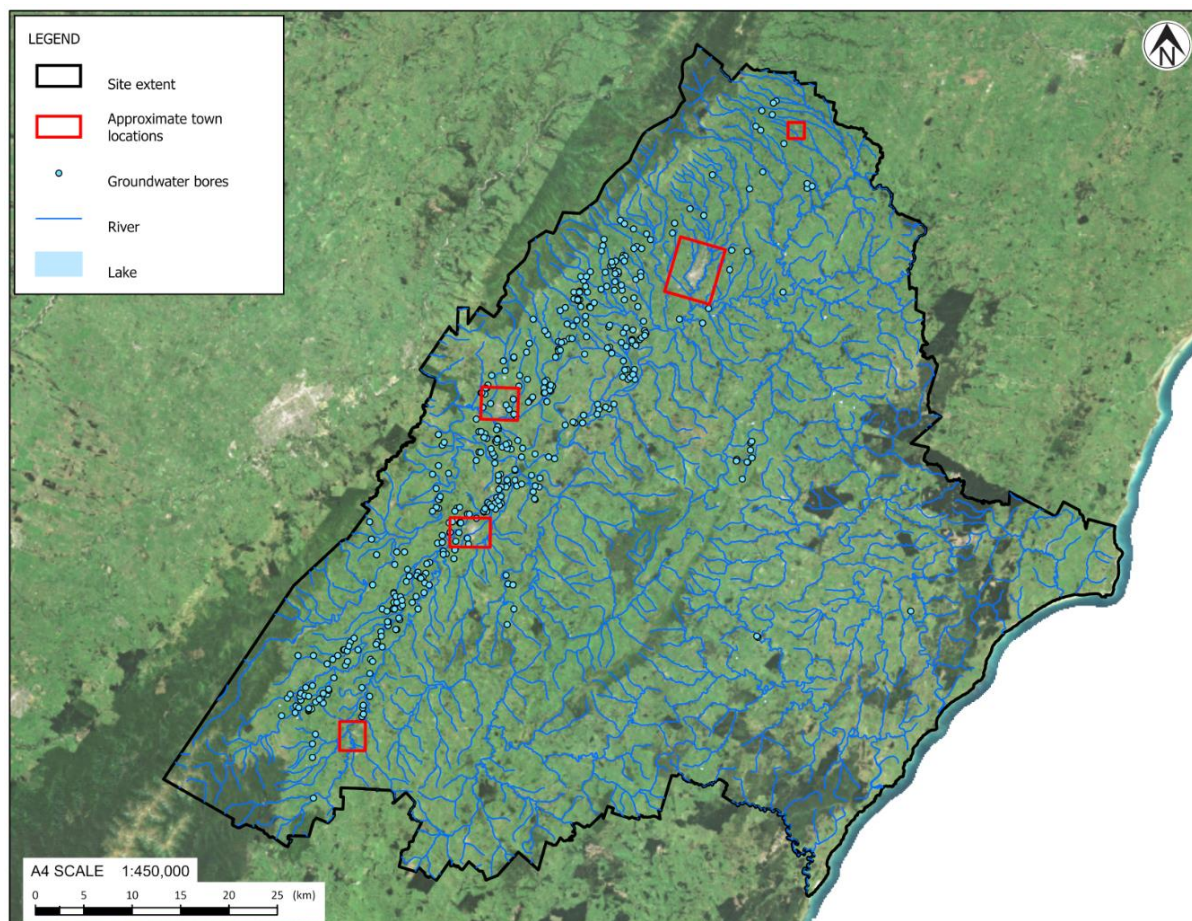 LEGEND
Site extent
Approximate town
locations
Groundwater bores
River
Lake
N
A4 SCALE 1:450,000
0 5 10 15 20 25 (km)